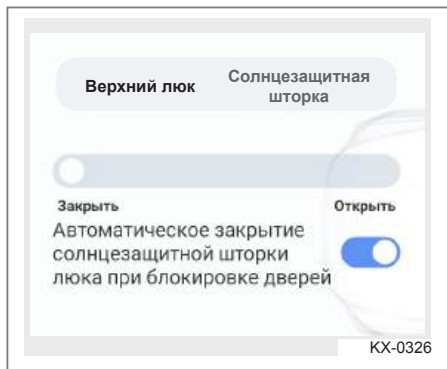 Верхний люк
Солнцезащитная
шторка
Закрыть
Открыть
Автоматическое закрытие
солнцезащитной шторки
люка при блокировке дверей
KX-0326